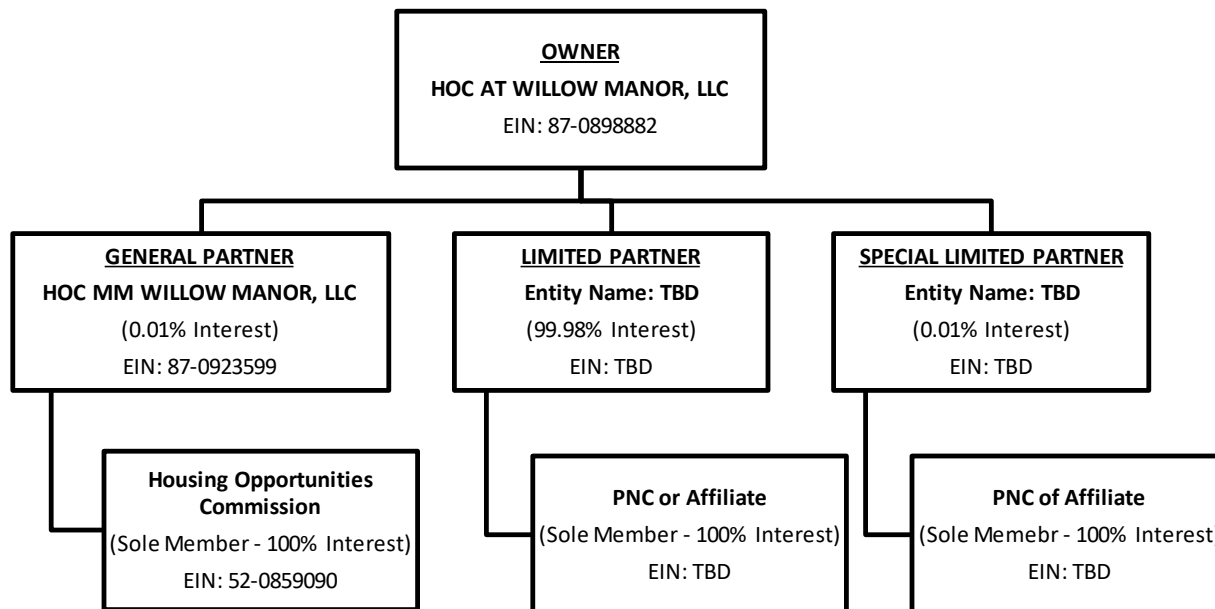 OWNER
HOC AT WILLOW MANOR, LLC
EIN: 87-0898882
GENERAL PARTNER
HOC MM WILLOW MANOR, LLC
(0.01% Interest)
EIN: 87-0923599
LIMITED PARTNER
Entity Name: TBD
(99.98% Interest)
EIN: TBD
SPECIAL LIMITED PARTNER
Entity Name: TBD
(0.01% Interest)
EIN: TBD
Housing Opportunities
Commission
(Sole Member - 100% Interest)
EIN: 52-0859090
PNC or Affiliate
(Sole Member - 100% Interest)
EIN: TBD
PNC of Affiliate
(Sole Memebr - 100% Interest)
EIN: TBD